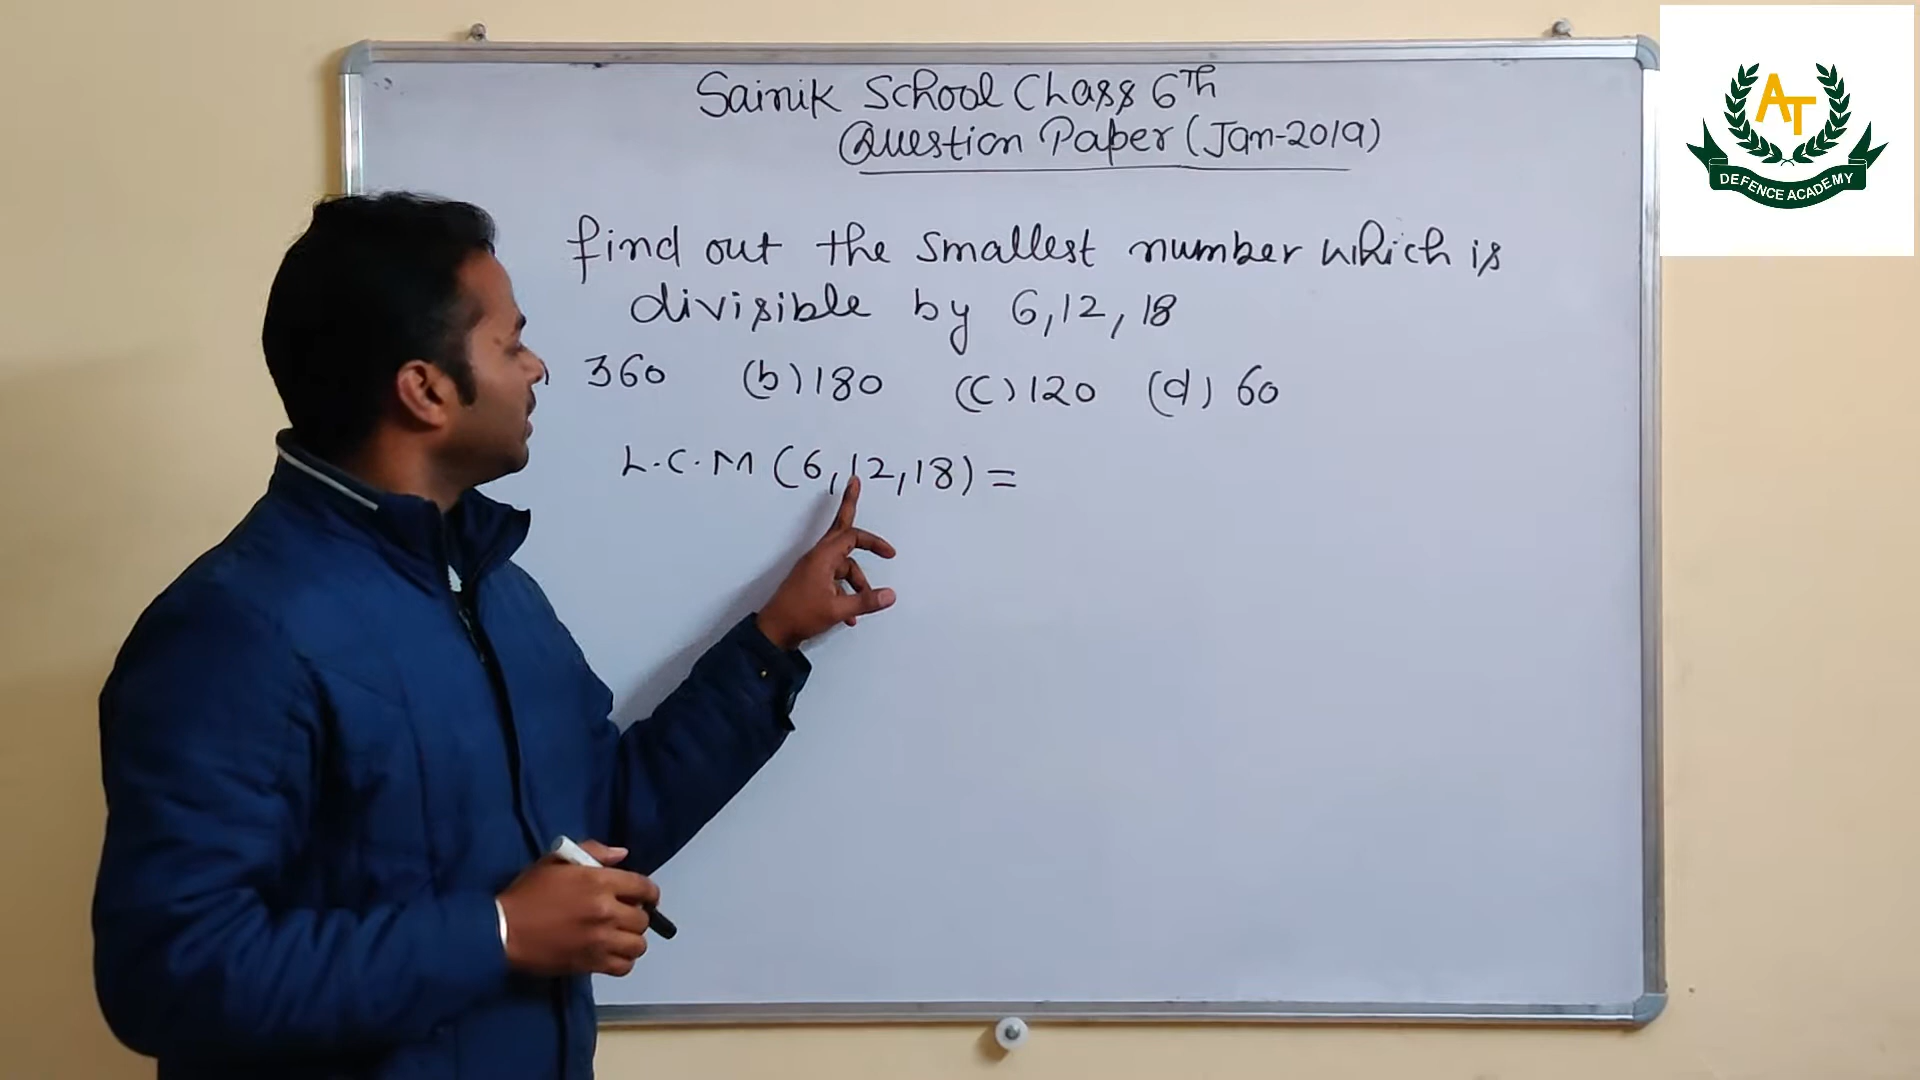 Sainik School Class 6Th
Question Paper (Jan-2019)
find out the smallest number which is
divisible by 6,12,18
) 360 (b) 180 (c) 120 (d) 60
L.C.M (6,12,18) =
AT
DEFENCE ACADEMY